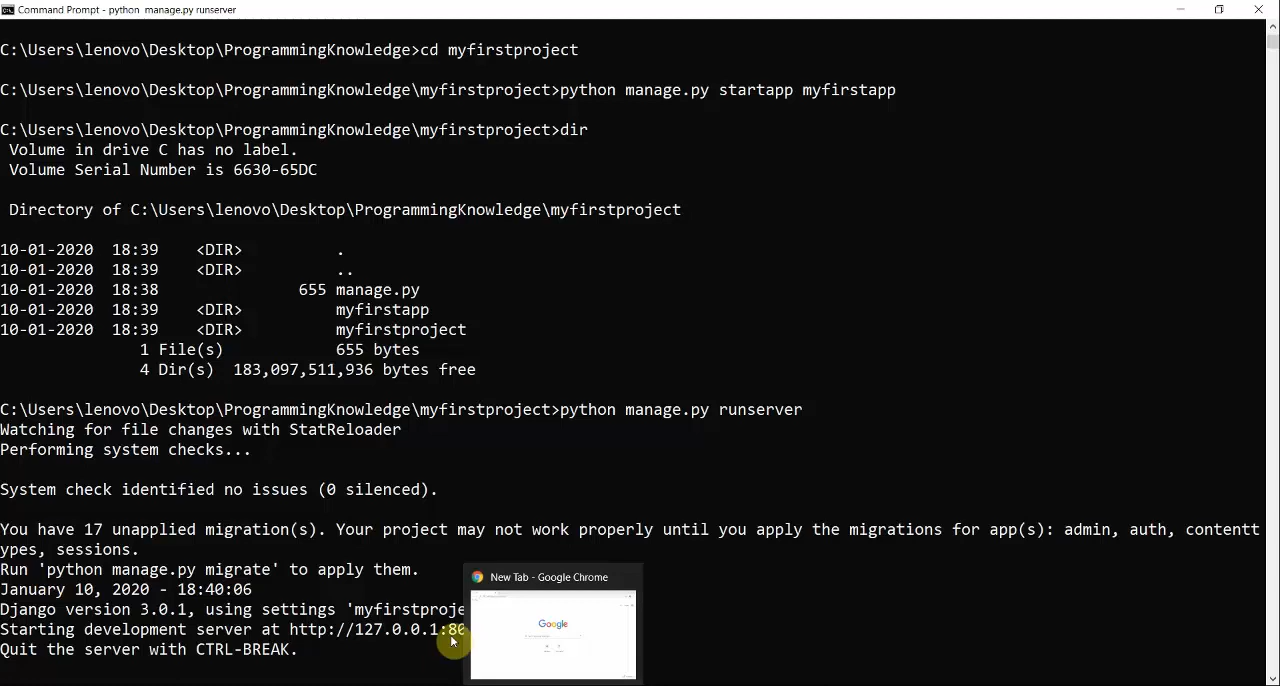 Command Prompt - python  manage.py runserver
C:\Users\lenovo\Desktop\ProgrammingKnowledge>cd myfirstproject
C:\Users\lenovo\Desktop\ProgrammingKnowledge\myfirstproject>python manage.py startapp myfirstapp
C:\Users\lenovo\Desktop\ProgrammingKnowledge\myfirstproject>dir
 Volume in drive C has no label.
 Volume Serial Number is 6630-65DC
 Directory of C:\Users\lenovo\Desktop\ProgrammingKnowledge\myfirstproject
10-01-2020  18:39    <DIR>          .
10-01-2020  18:39    <DIR>          ..
10-01-2020  18:38               655 manage.py
10-01-2020  18:39    <DIR>          myfirstapp
10-01-2020  18:39    <DIR>          myfirstproject
               1 File(s)            655 bytes
               4 Dir(s)  183,097,511,936 bytes free
C:\Users\lenovo\Desktop\ProgrammingKnowledge\myfirstproject>python manage.py runserver
Watching for file changes with StatReloader
Performing system checks...
System check identified no issues (0 silenced).
You have 17 unapplied migration(s). Your project may not work properly until you apply the migrations for app(s): admin, auth, contentt
ypes, sessions.
Run 'python manage.py migrate' to apply them.
January 10, 2020 - 18:40:06
Django version 3.0.1, using settings 'myfirstproje
Starting development server at http://127.0.0.1:80
Quit the server with CTRL-BREAK.
New Tab - Google Chrome
Google